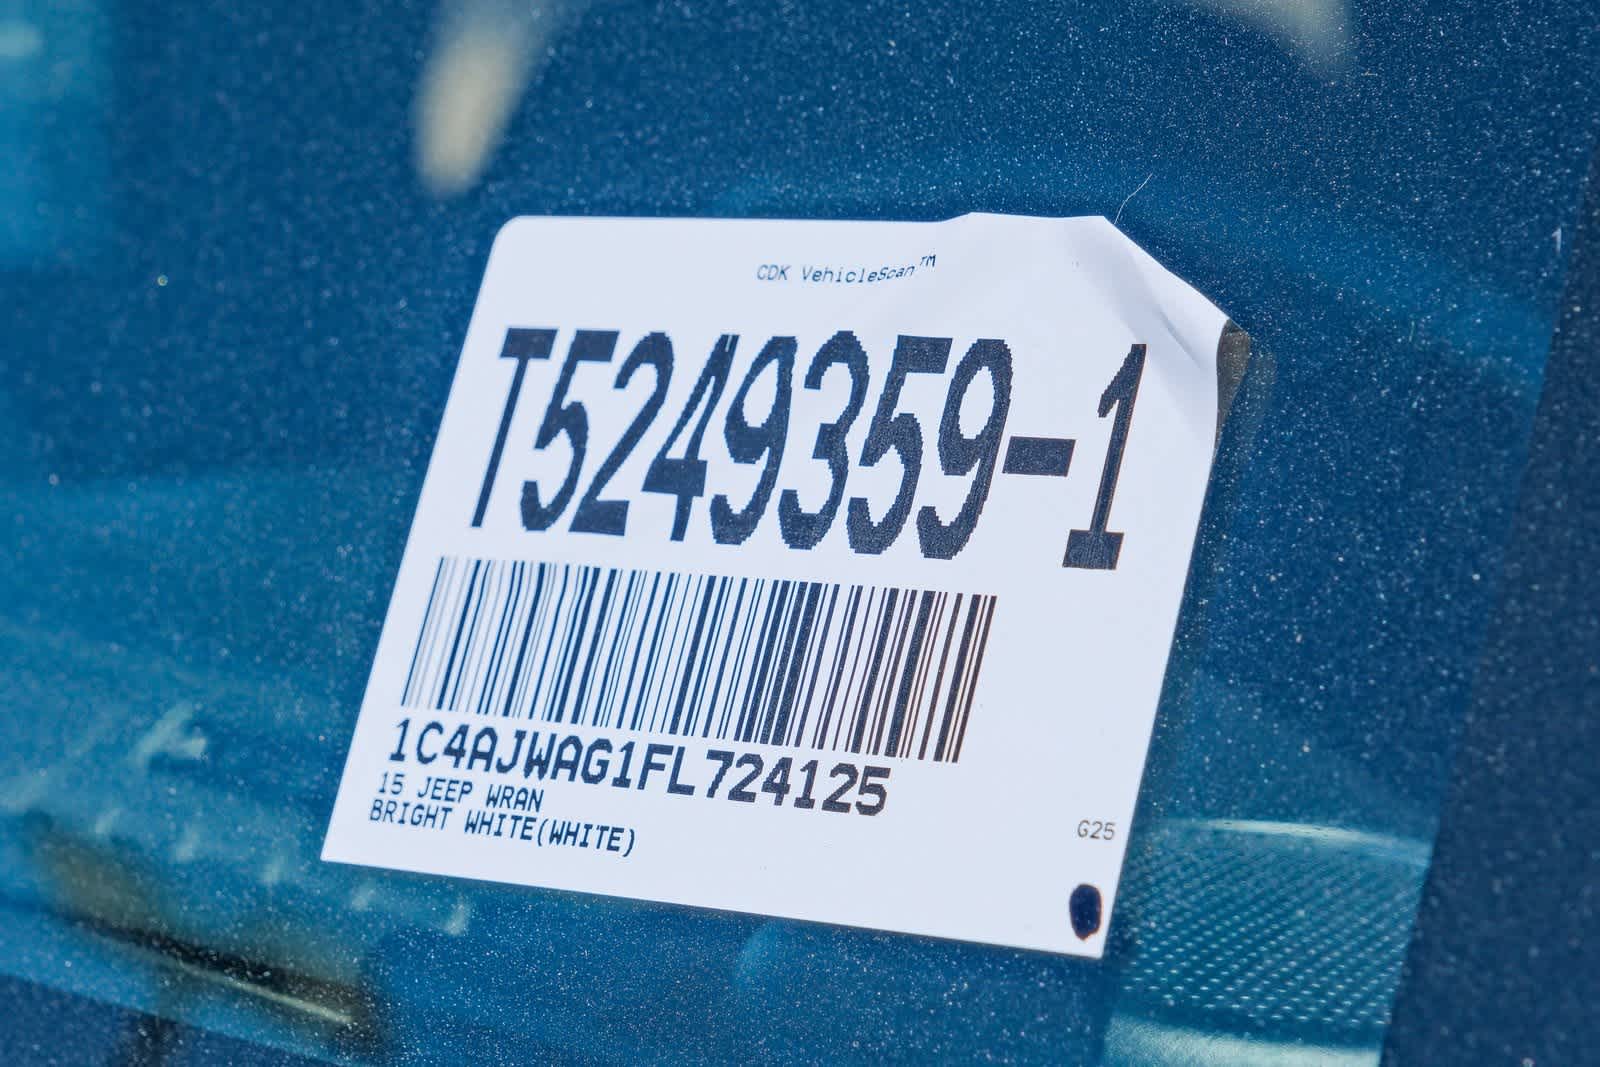 CDK VehicleScan™
T5249359-1
1C4AJWAG1FL724125
15 JEEP WRAN
BRIGHT WHITE(WHITE)
G25